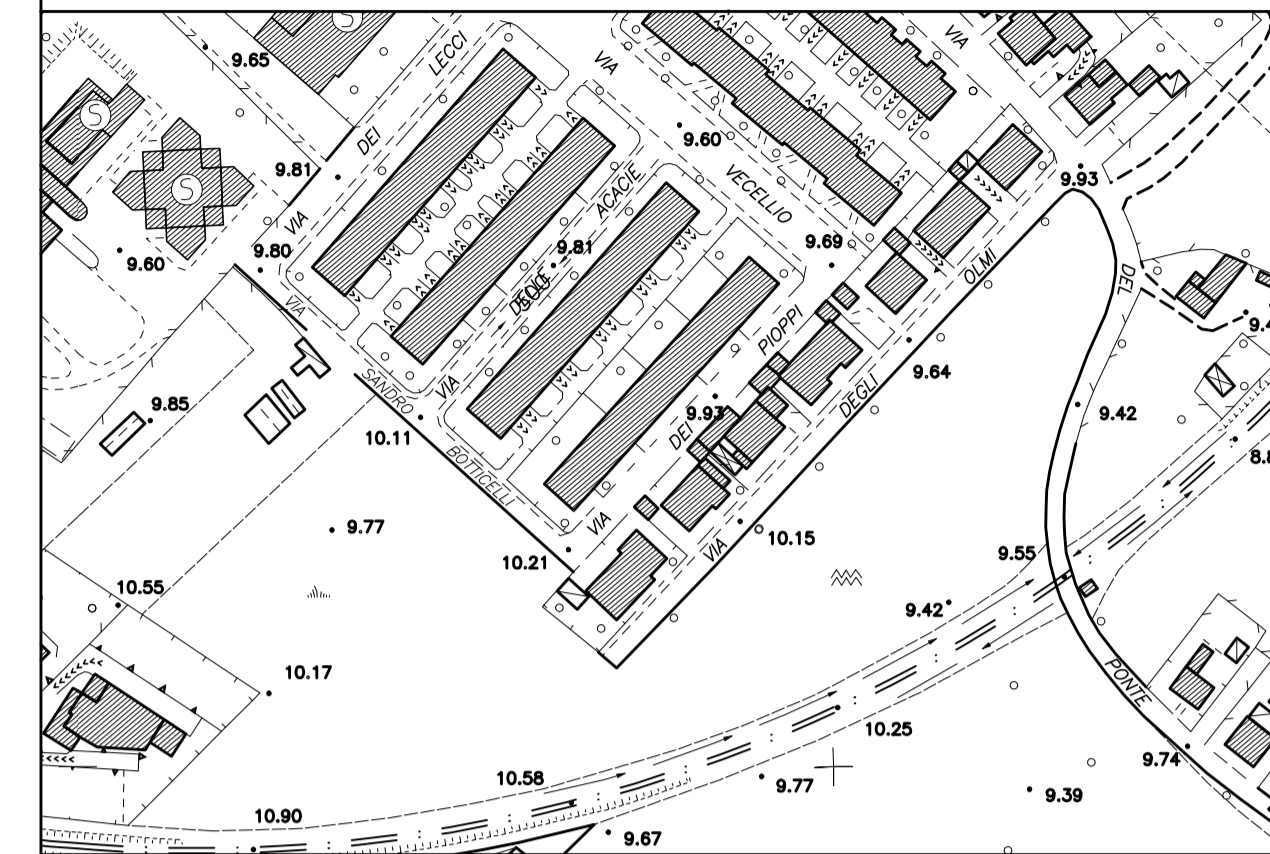 9.65
S
DEI LECCI
VIA
VIA
S
9.60
9.93
S
9.81
VIA
ACACIE
VECELLIO
9.60
9.80
9.81
9.69
OLMI
DEL
VIA
DELLE
PIOPPI
9.64
9.42
SANDRO
VIA
9.85
10.11
9.93
DEI
DEGLI
BOTTICELLI
9.77
VIA
10.21
VIA
10.15
9.55
10.55
9.42
10.17
PONTE
10.25
9.74
10.58
9.77
9.39
10.90
9.67